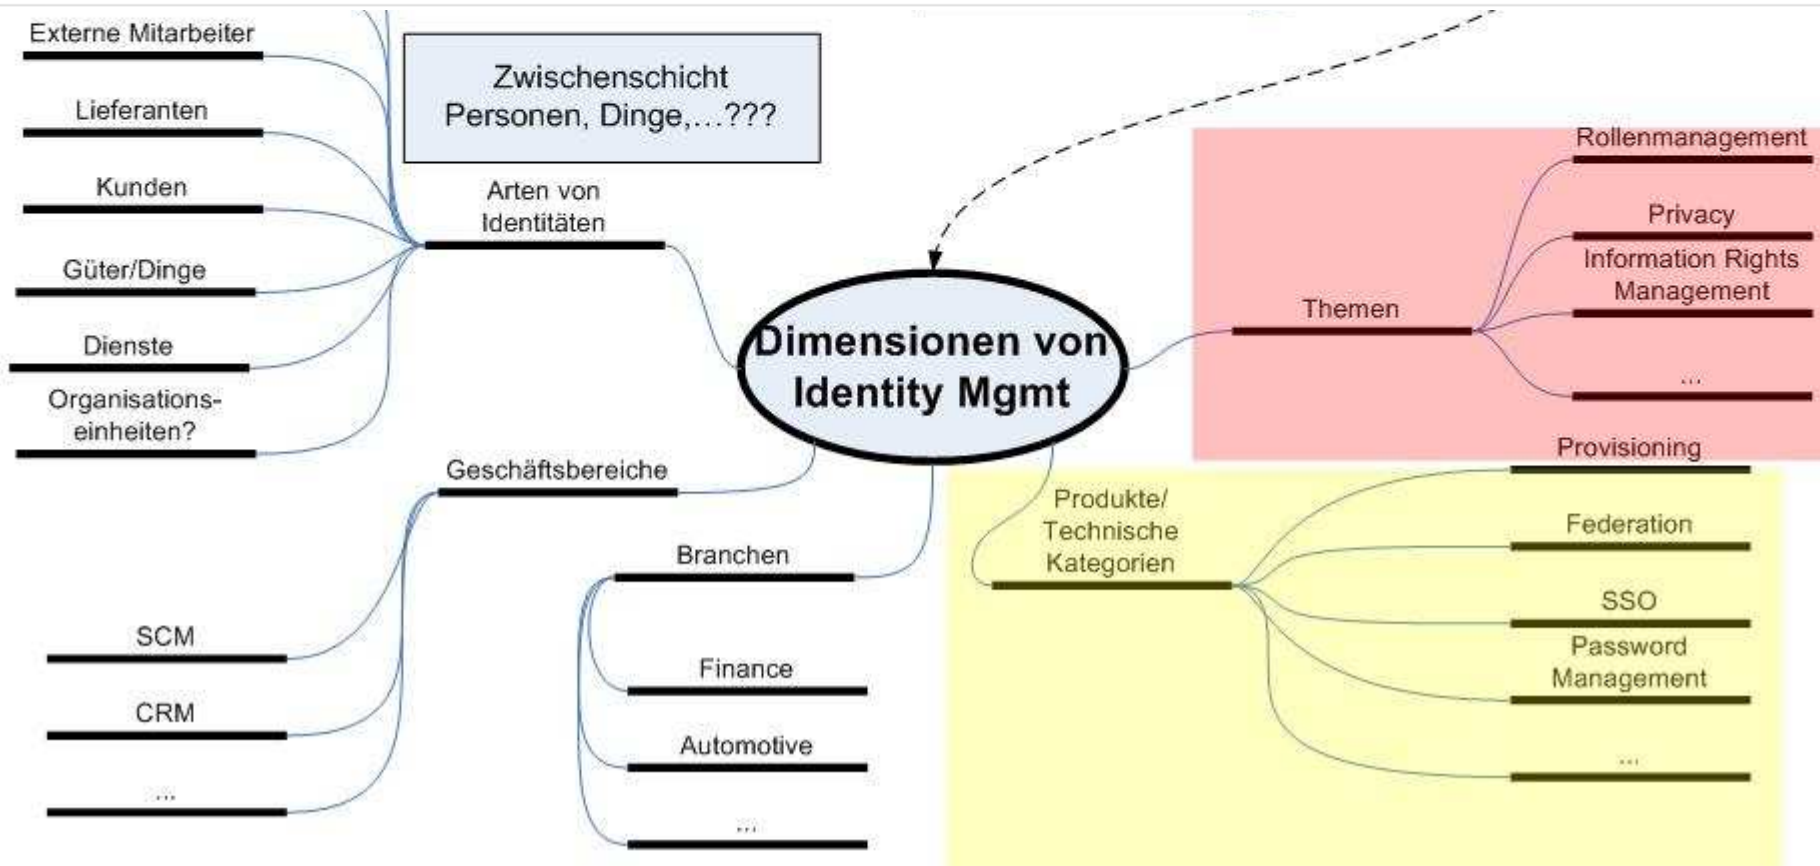 Externe Mitarbeiter
Lieferanten
Kunden
Güter/Dinge
Dienste
Organisations-
einheiten?
Zwischenschicht
Personen, Dinge,...???
Arten von
Identitäten
Dimensionen von
Identity Mgmt
Themen
Rollenmanagement
Privacy
Information Rights
Management
...
Geschäftsbereiche
SCM
CRM
...
Branchen
Finance
Automotive
...
Produkte/
Technische
Kategorien
Provisioning
Federation
SSO
Password
Management
...